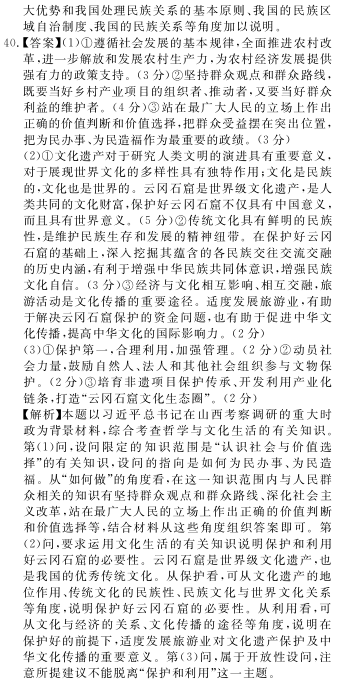 大优势和我国处理民族关系的基本原则、我国的民族区
域自治制度、我国的民族关系等角度加以说明。
40.【答案】(1)①遵循社会发展的基本规律,全面推进农村改
革,进一步解放和发展农村生产力,为农村经济发展提供
强有力的政策支持。(3分)②坚持群众观点和群众路线,
既要当好乡村产业项目的组织者、推动者,又要当好群众
利益的维护者。(4分)③站在最广大人民的立场上作出
正确的价值判断和价值选择,把群众受益摆在突出位置,
把为民办事、为民造福作为最重要的政绩。(3分)
(2)①文化遗产对于研究人类文明的演进具有重要意义,
对于展现世界文化的多样性具有独特作用;文化是民族
的,文化也是世界的。云冈石窟是世界级文化遗产,是人
类共同的文化财富,保护好云冈石窟不仅具有中国意义,
而且具有世界意义。(5分)②传统文化具有鲜明的民族
性,是维护民族生存和发展的精神纽带。在保护好云冈
石窟的基础上,深入挖掘其蕴含的各民族交往交流交融
的历史内涵,有利于增强中华民族共同体意识,增强民族
文化自信。(3分)③经济与文化相互影响、相互交融,旅
游活动是文化传播的重要途径。适度发展旅游业,有助
于解决云冈石窟保护的资金问题,也有助于促进中华文
化传播,提高中华文化的国际影响力。(2分)
(3)①保护第一,合理利用,加强管理。(2分)②动员社
会力量,鼓励自然人、法人和其他社会组织参与文物保
护。(2分)③培育非遗项目保护传承、开发利用产业化
链条,打造“云冈石窟文化生态圈”。(2分)
【解析】本题以习近平总书记在山西考察调研的重大时
政为背景材料,综合考查哲学与文化生活的有关知识。
第(1)问,设问限定的知识范围是“认识社会与价值选
择”的有关知识,设问的指向是如何为民办事、为民造
福。从“如何做”的角度看,在这一知识范围内与人民群
众相关的知识有坚持群众观点和群众路线、深化社会主
义改革,站在最广大人民的立场上作出正确的价值判断
和价值选择等,结合材料从这些角度组织答案即可。第
(2)问,要求运用文化生活的有关知识说明保护和利用
好云冈石窟的必要性。云冈石窟是世界级文化遗产,也
是我国的优秀传统文化。从保护看,可从文化遗产的地
位作用、传统文化的民族性、民族文化与世界文化关系
等角度,说明保护好云冈石窟的必要性。从利用看,可
从文化与经济的关系、文化传播的途径等角度,说明在
保护好的前提下,适度发展旅游业对文化遗产保护及中
华文化传播的重要意义。第(3)问,属于开放性设问,注
意所提建议不能脱离“保护和利用”这一主题。